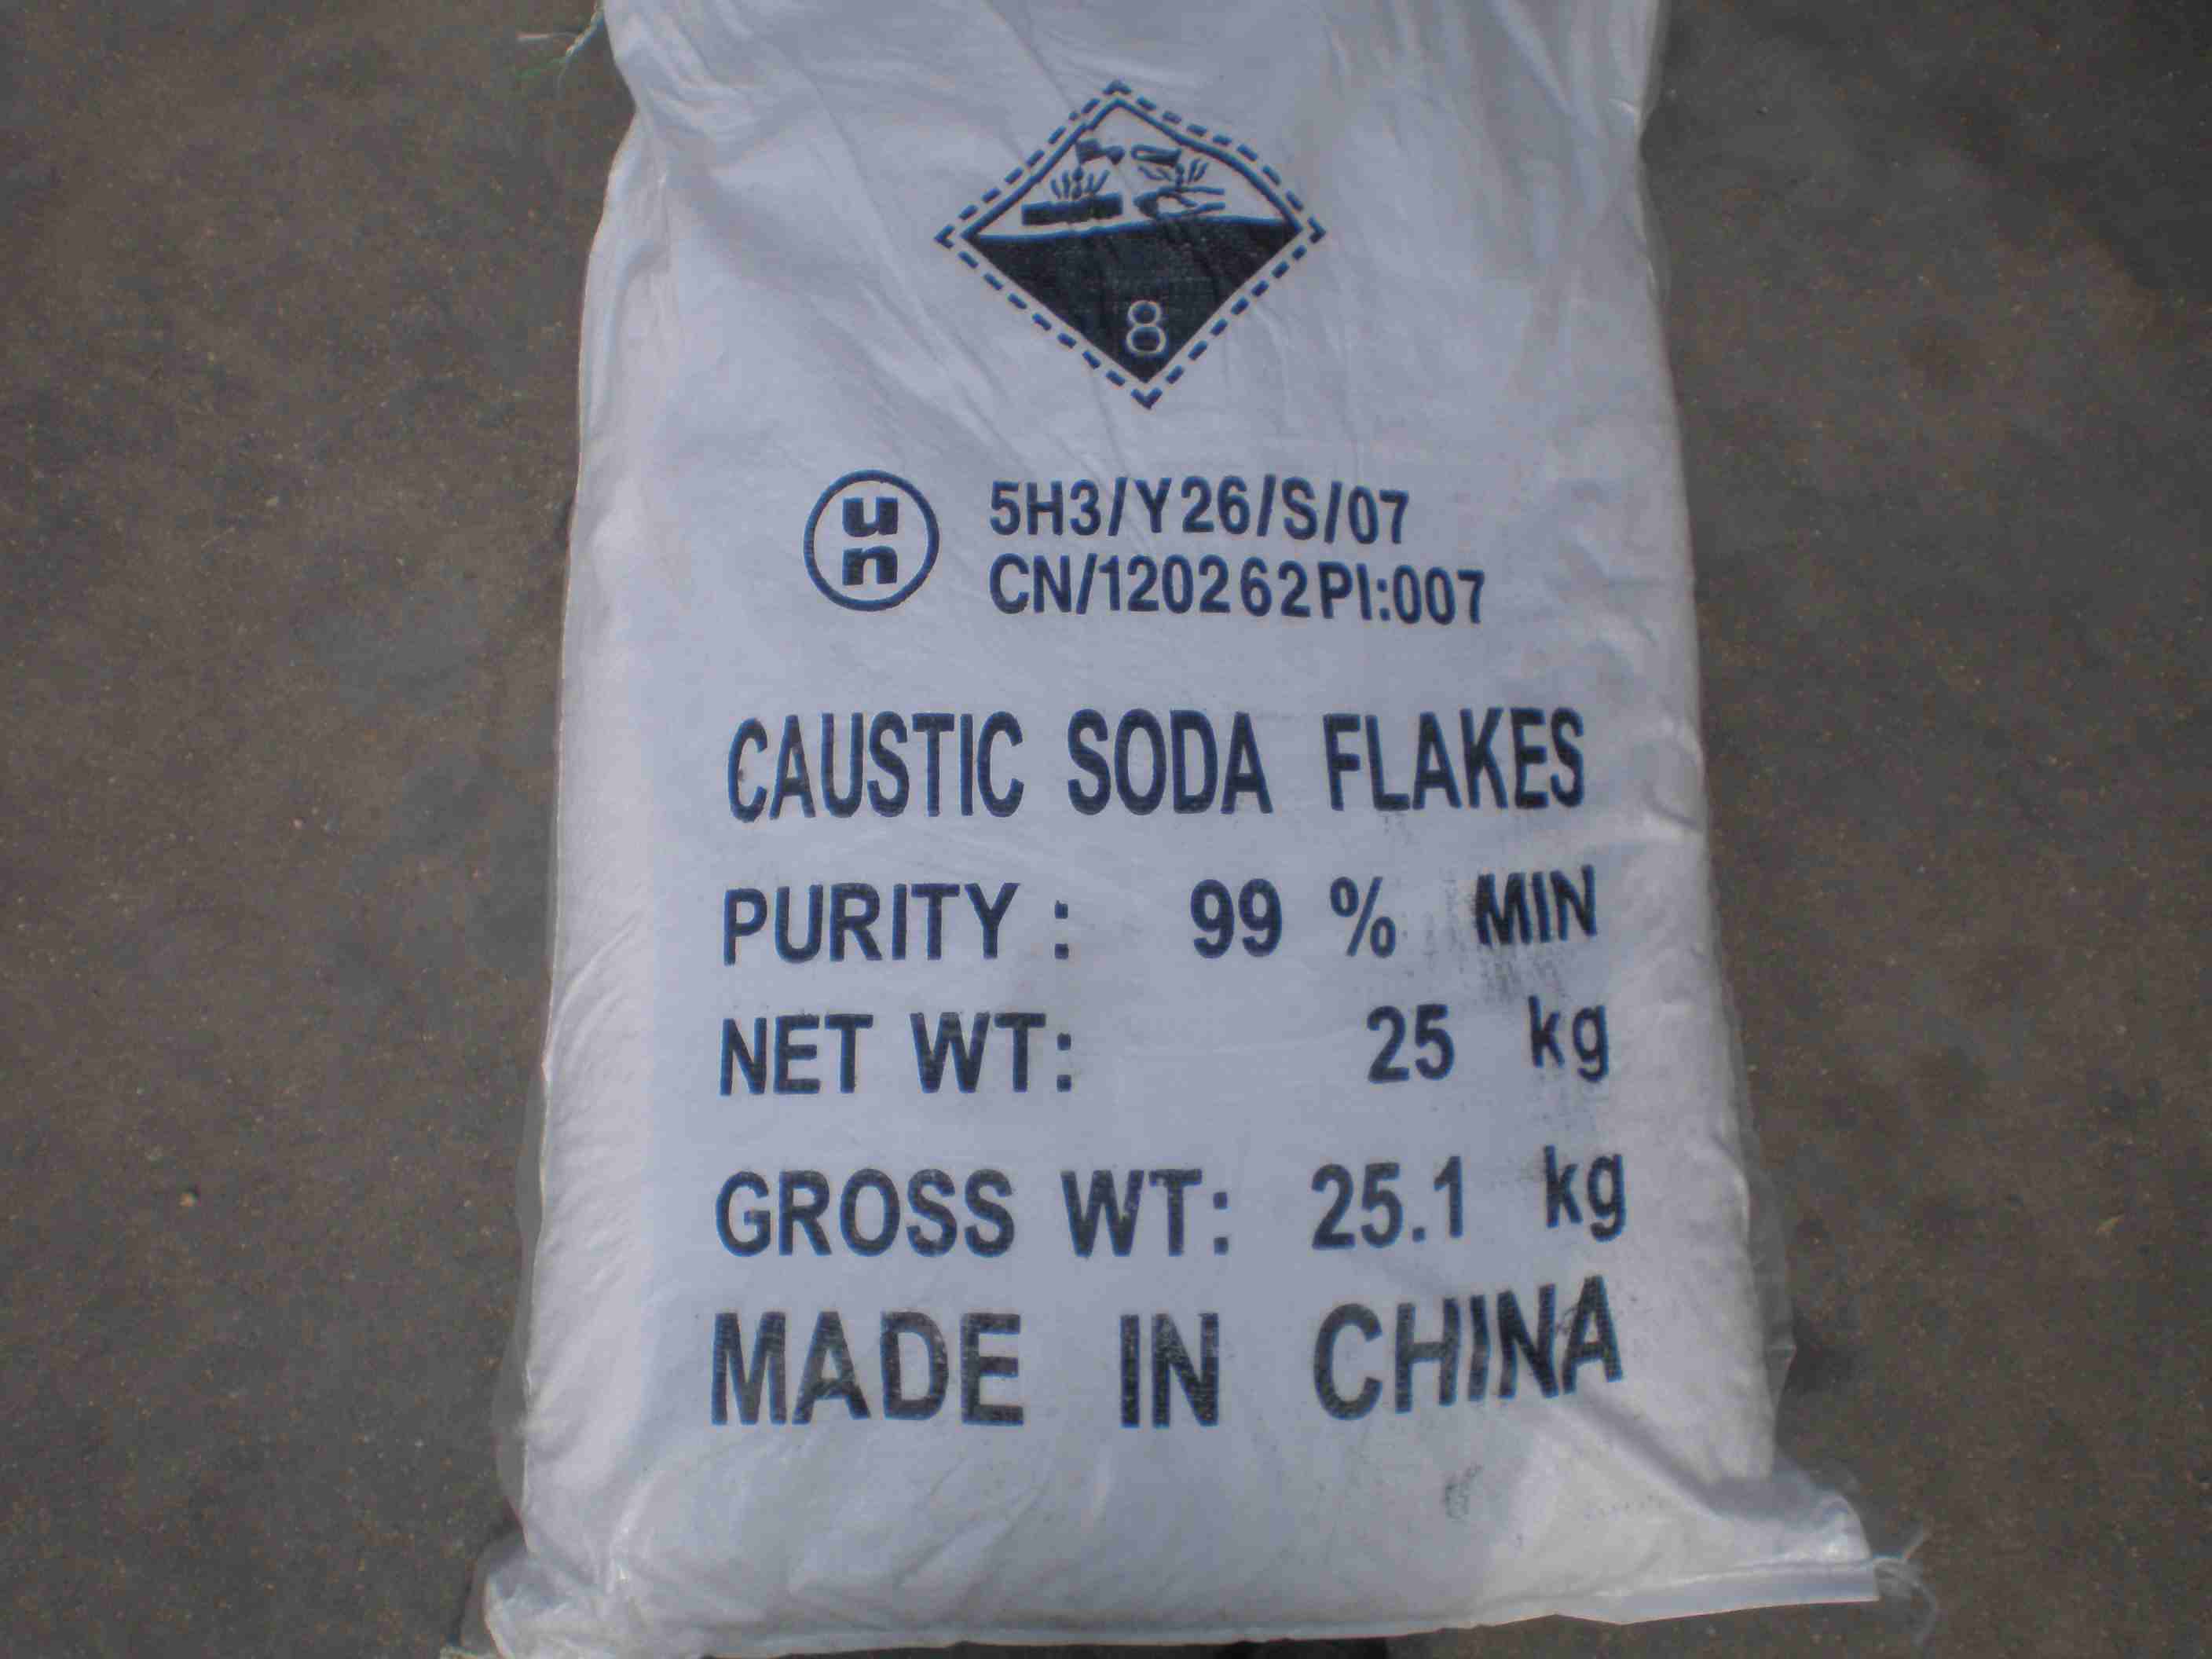 8
un
5H3/Y26/S/07
CN/120262PI:007
CAUSTIC SODA FLAKES
PURITY : 99 % MIN
NET WT: 25 kg
GROSS WT: 25.1 kg
MADE IN CHINA